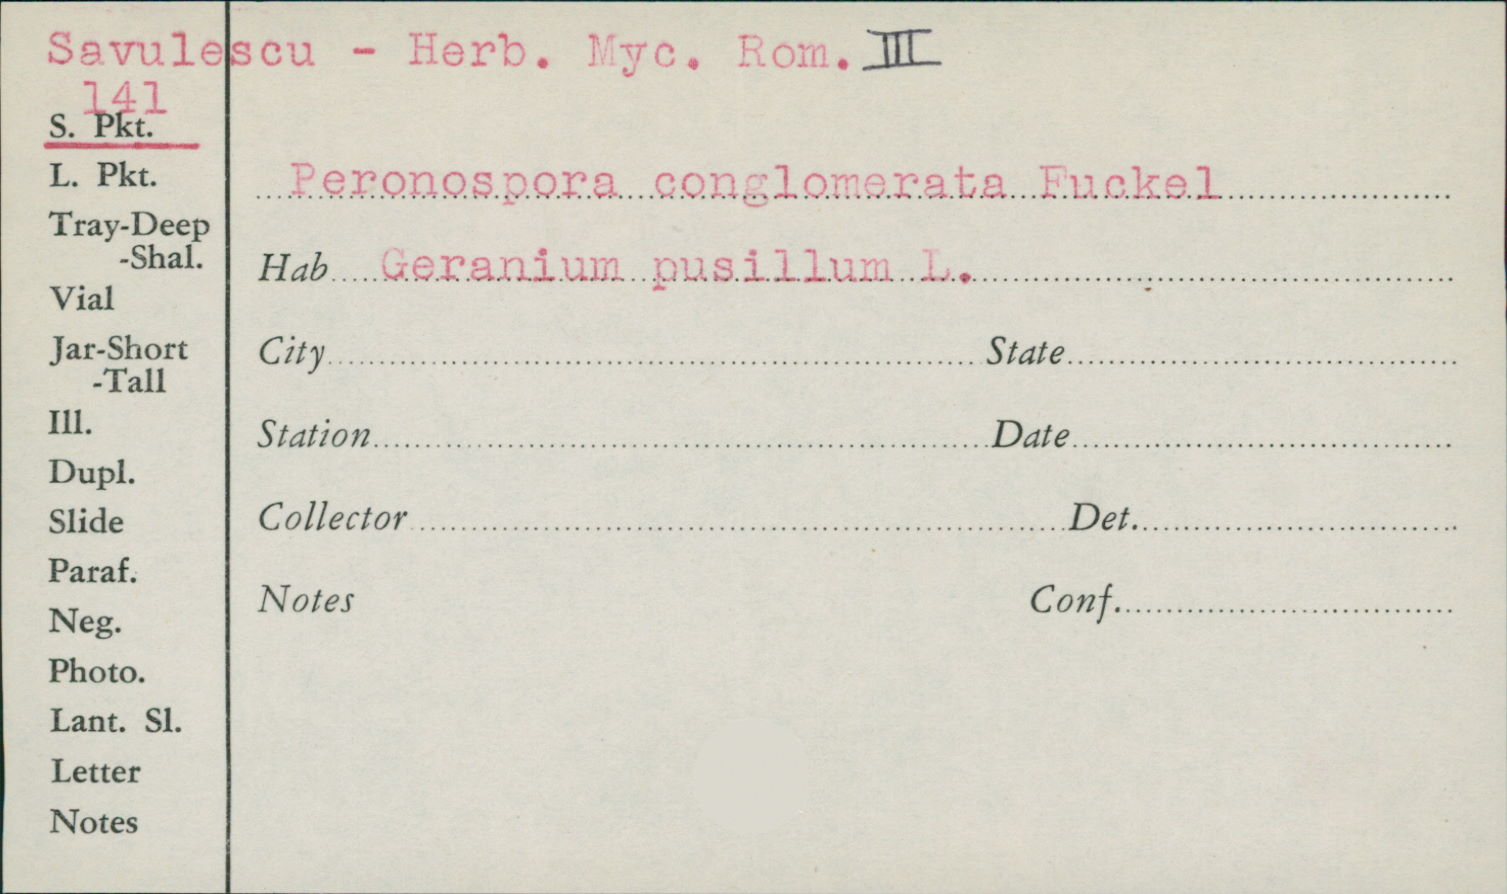 Savulescu - Herb. Myc. Rom. III
141
S. Pkt.
L. Pkt.
Tray-Deep
-Shal.
Vial
Jar-Short
-Tall
Ill.
Dupl.
Slide
Paraf.
Neg.
Photo.
Lant. Sl.
Letter
Notes
Peronospora conglomerata Fuckel
Hab Geranium pusillum L.
City State
Station Date
Collector Det.
Notes Conf.